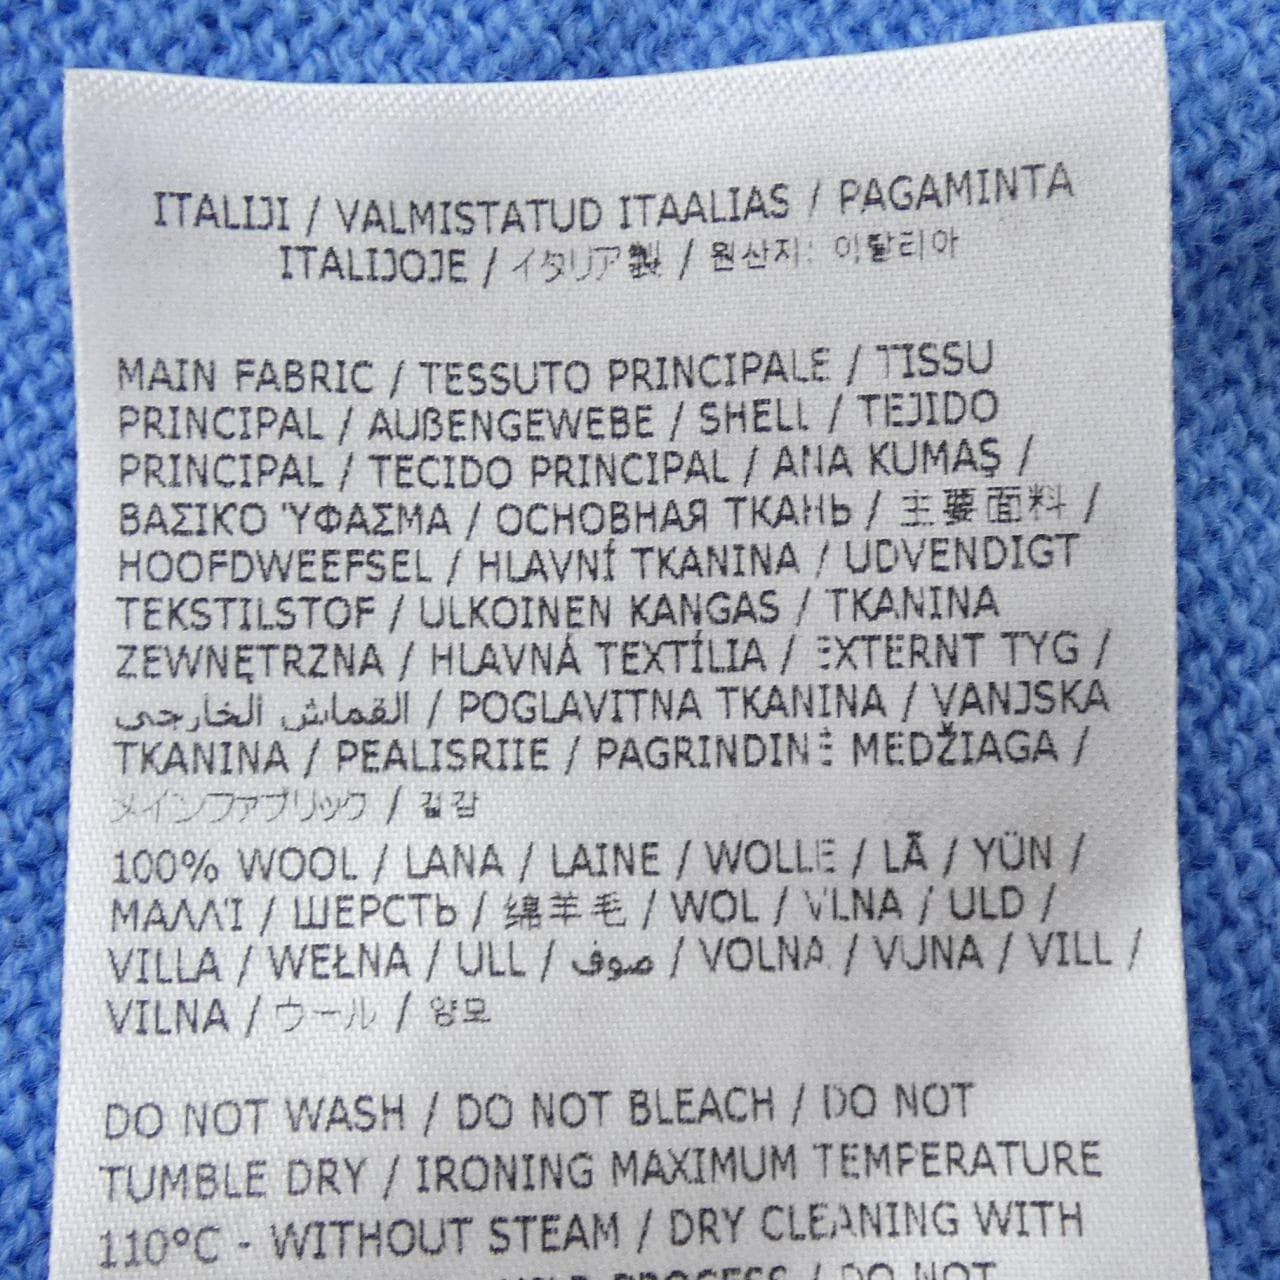 ITALIJI / VALMISTATUD ITAALIAS / PAGAMINTA
ITALIJOJE / イタリア製 / 원산지: 이탈리아
MAIN FABRIC / TESSUTO PRINCIPALE / TISSU
PRINCIPAL / AUßENGEWEBE / SHELL / TEJIDO
PRINCIPAL / TECIDO PRINCIPAL / ANA KUMAŞ /
ΒΑΣΙΚΟ ΎΦΑΣΜΑ / ОСНОВНАЯ ТКАНЬ / 主要面料 /
HOOFDWEEFSEL / HLAVNÍ TKANINA / UDVENDIGT
TEKSTILSTOF / ULKOINEN KANGAS / TKANINA
ZEWNĘTRZNA / HLAVNÁ TEXTÍLIA / EXTERNT TYG /
القماش الخارجى / POGLAVITNA TKANINA / VANJSKA
TKANINA / PEALISRIIE / PAGRINDINĖ MEDŽIAGA /
メインファブリック / 겉감
100% WOOL / LANA / LAINE / WOLLE / LÃ / YÜN /
ΜΑΛΛΊ / ШЕРСТЬ / 绵羊毛 / WOL / VLNA / ULD /
VILLA / WEŁNA / ULL / صوف / VOLNA / VUNA / VILL /
VILNA / ウール / 양모
DO NOT WASH / DO NOT BLEACH / DO NOT
TUMBLE DRY / IRONING MAXIMUM TEMPERATURE
110°C - WITHOUT STEAM / DRY CLEANING WITH
PROCESS / DO NOT